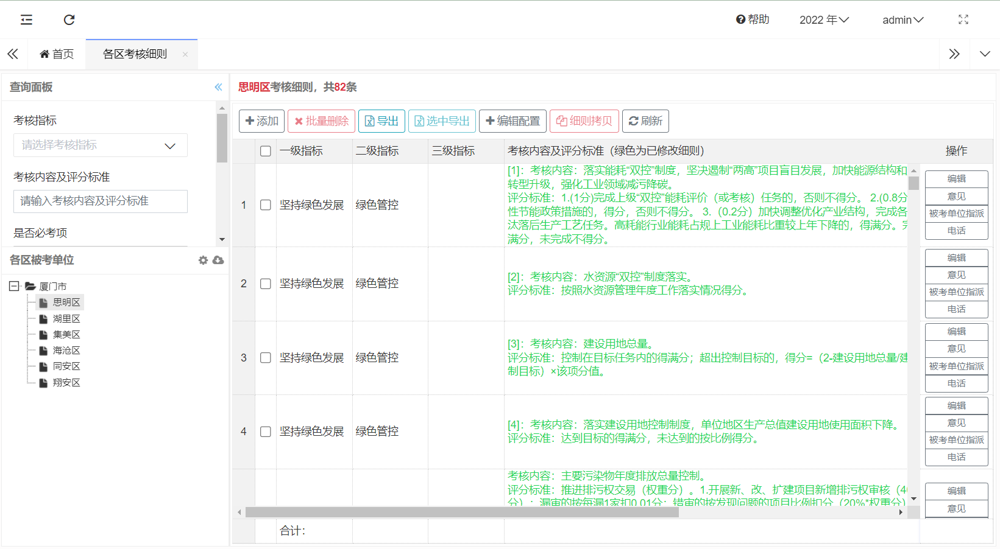 帮助
2022 年
admin
首页
各区考核细则
查询面板
考核指标
请选择考核指标
考核内容及评分标准
请输入考核内容及评分标准
是否必考项
各区被考单位
厦门市
思明区
湖里区
集美区
海沧区
同安区
翔安区
思明区考核细则，共82条
添加
批量删除
导出
选中导出
编辑配置
细则拷贝
刷新
一级指标
二级指标
三级指标
考核内容及评分标准（绿色为已修改细则）
操作
1
坚持绿色发展
绿色管控
[1]：考核内容：落实能耗“双控”制度，坚决遏制“两高”项目盲目发展，加快能源结构和
转型升级，强化工业领域减污降碳。
评分标准：1.(1分)完成上级“双控”能耗评价（或考核）任务的，否则不得分。 2.(0.8分
性节能政策措施的，得分，否则不得分。 3.（0.2分）加快调整优化产业结构，完成各
汰落后生产工艺任务。高耗能行业能耗占规上工业能耗比重较上年下降的，得满分。完
满分，未完成不得分。
编辑
意见
被考单位指派
电话
2
坚持绿色发展
绿色管控
[2]：考核内容：水资源“双控”制度落实。
评分标准：按照水资源管理年度工作落实情况得分。
编辑
意见
被考单位指派
电话
3
坚持绿色发展
绿色管控
[3]：考核内容：建设用地总量。
评分标准：控制在目标任务内的得满分；超出控制目标的，得分=（2-建设用地总量/建
制目标）×该项分值。
编辑
意见
被考单位指派
电话
4
坚持绿色发展
绿色管控
[4]：考核内容：落实建设用地控制制度，单位地区生产总值建设用地使用面积下降。
评分标准：达到目标的得满分，未达到的按比例得分。
编辑
意见
被考单位指派
电话
考核内容：主要污染物年度排放总量控制。
评分标准：推进排污权交易（权重分）。1.开展新、改、扩建项目新增排污权审核（40
分）：漏审的按每漏1家扣0.01分；错审的按发现问题的项目比例扣分（20%*权重分）
编辑
意见
合计：